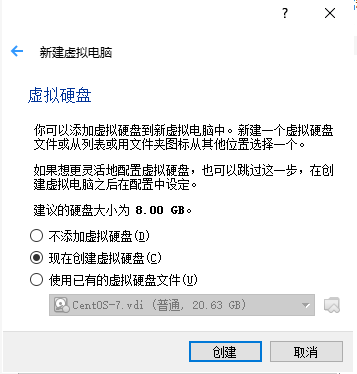 ?
新建虚拟电脑
虚拟硬盘
你可以添加虚拟硬盘到新虚拟电脑中。新建一个虚拟硬盘
文件或从列表或用文件夹图标从其他位置选择一个。
如果想更灵活地配置虚拟硬盘，也可以跳过这一步，在创
建虚拟电脑之后在配置中设定。
建议的硬盘大小为 8.00 GB。
不添加虚拟硬盘(D)
现在创建虚拟硬盘(C)
使用已有的虚拟硬盘文件(U)
CentOS-7.vdi (普通, 20.63 GB)
创建
取消